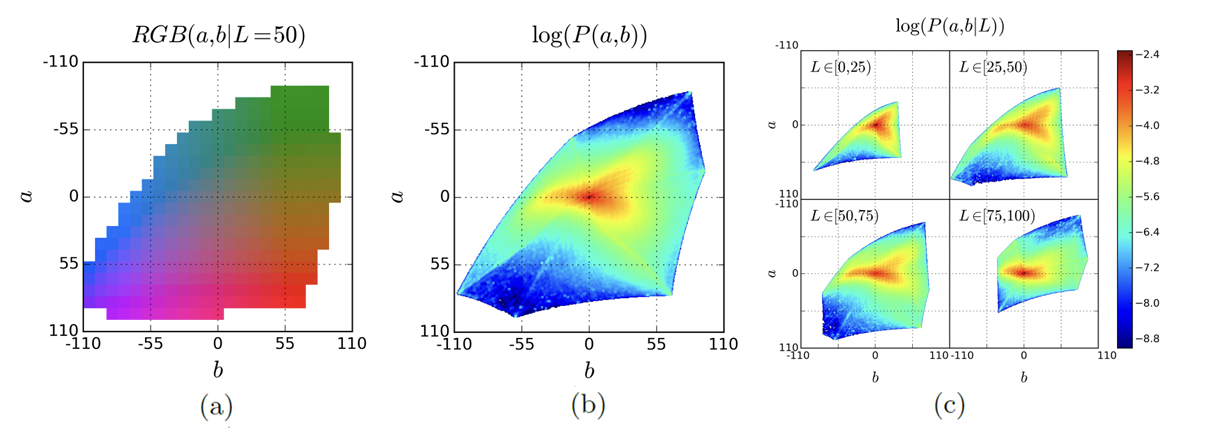 RGB(a,b|L=50)
-110
-55
0
55
110
a
-110 -55 0 55 110
b
(a)
log(P(a,b))
-110
-55
0
55
110
a
-110 -55 0 55 110
b
(b)
log(P(a,b|L))
-110
L∈[0,25)
L∈[25,50)
a
0
110
-110
L∈[50,75)
L∈[75,100)
a
0
110
-110 0 110 -110 0 110
b b
−2.4
−3.2
−4.0
−4.8
−5.6
−6.4
−7.2
−8.0
−8.8
(c)